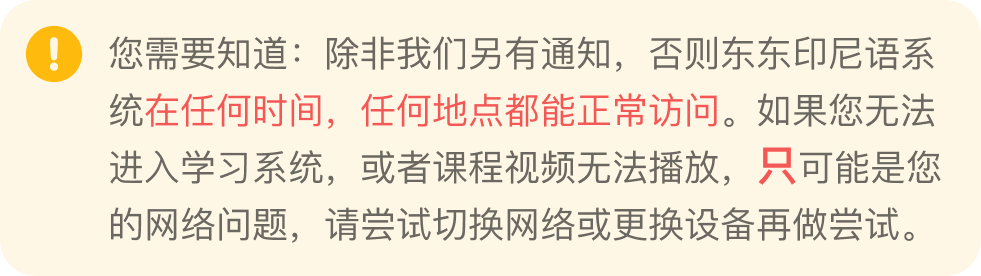 您需要知道：除非我们另有通知，否则东东印尼语系
统在任何时间，任何地点都能正常访问。如果您无法
进入学习系统，或者课程视频无法播放，只可能是您
的网络问题，请尝试切换网络或更换设备再做尝试。